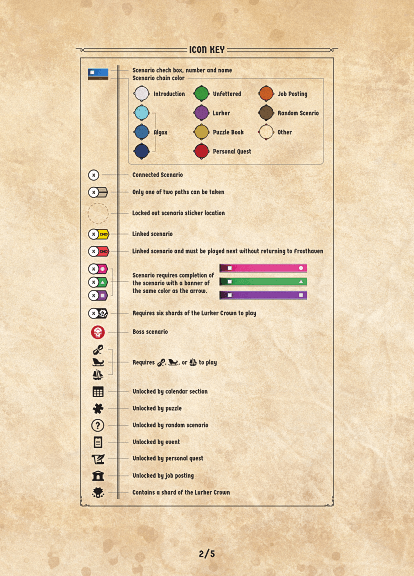 ICON KEY
Scenario check box, number and name
Scenario chain color
Introduction
Unfettered
Job Posting
Lurker
Random Scenrio
Algox
Puzzle Book
Other
Personal Quest
X
Connected Scenario
X
Only one of two paths can be taken
Locked out scenario sticker location
X
Linked scenario
X
Linked scenario and must be played next without returning to Frosthaven
X
X
X
Scenario requires completion of
the scenario with a banner of
the same color as the arrow.
X
Requires six shards of the Lurker Crown to play
Boss scenario
Requires , , or to play
Unlocked by calendar section
Unlocked by puzzle
?
Unlocked by random scenario
Unlocked by event
Unlocked by personal quest
Unlocked by job posting
Contains a shard of the Lurker Crown
2/5